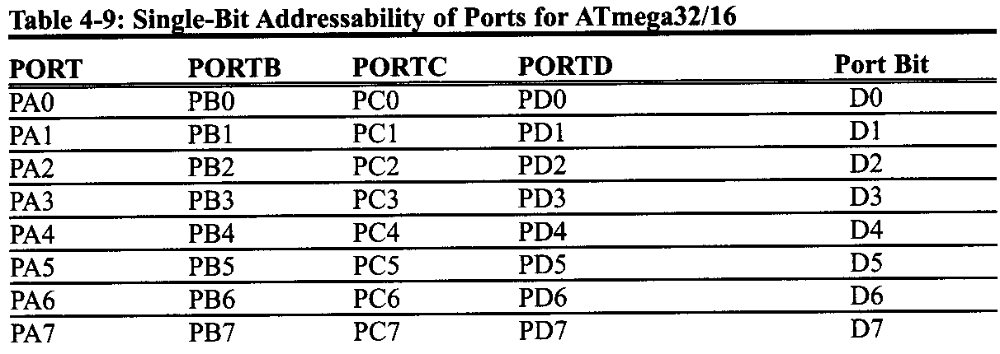 Table 4-9: Single-Bit Addressability of Ports for ATmega32/16
PORT PORTB PORTC PORTD Port Bit
PA0 PB0 PC0 PD0 D0
PA1 PB1 PC1 PD1 D1
PA2 PB2 PC2 PD2 D2
PA3 PB3 PC3 PD3 D3
PA4 PB4 PC4 PD4 D4
PA5 PB5 PC5 PD5 D5
PA6 PB6 PC6 PD6 D6
PA7 PB7 PC7 PD7 D7